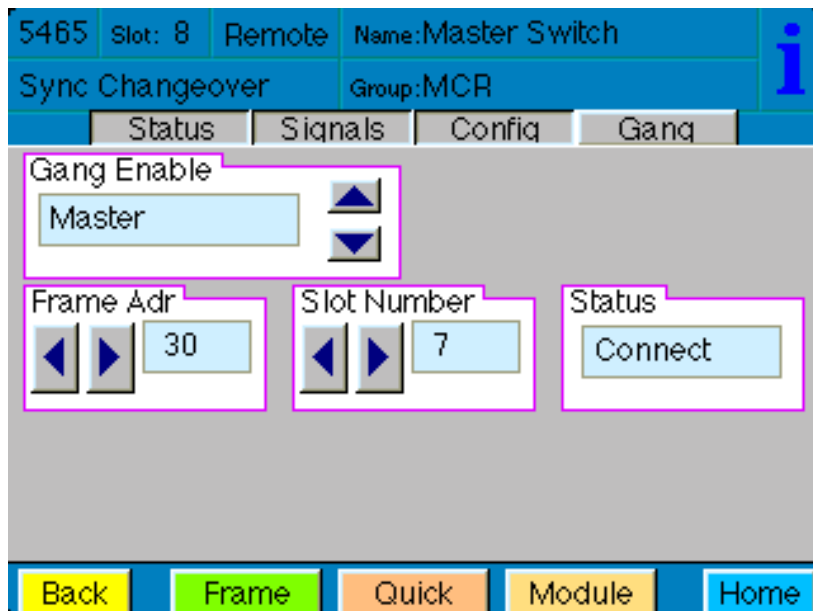 5465 Slot: 8 Remote Name:Master Switch
Sync Changeover Group:MCR
i
Status Signals Config Gang
Gang Enable
Master
Frame Adr Slot Number Status
30 7 Connect
Back Frame Quick Module Home